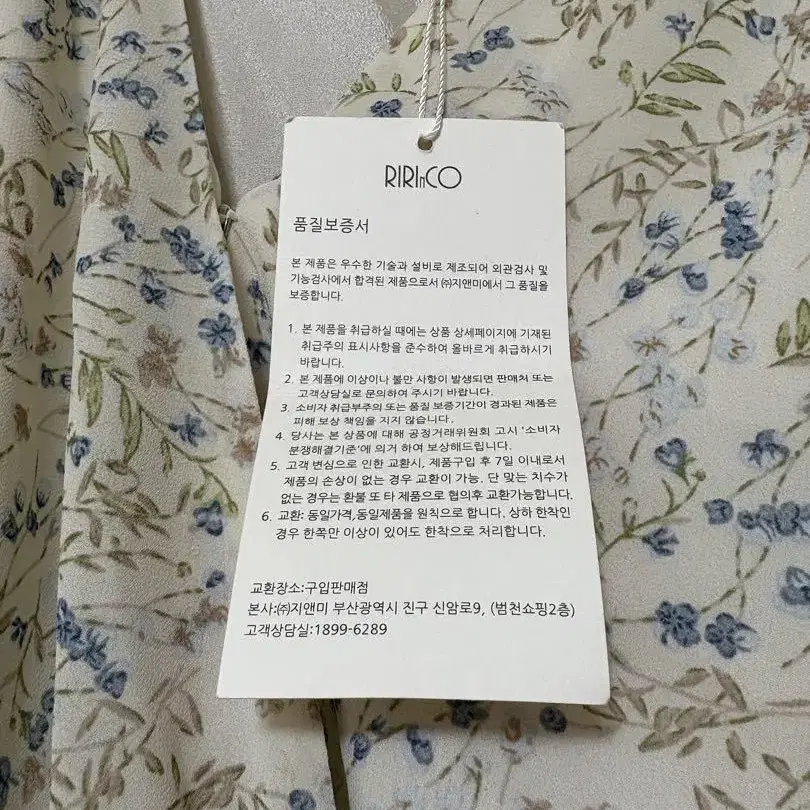 RIRInCO
품질보증서
본 제품은 우수한 기술과 설비로 제조되어 외관검사 및
기능검사에서 합격된 제품으로서 ㈜지앤미에서 그 품질을
보증합니다.
1. 본 제품을 취급하실 때에는 상품 상세페이지에 기재된
취급주의 표시사항을 준수하여 올바르게 취급하시기
바랍니다.
2. 본 제품에 이상이나 불만 사항이 발생되면 판매처 또는
고객상담실로 문의하여 주시기 바랍니다.
3. 소비자 취급부주의 또는 품질 보증기간이 경과된 제품은
피해 보상 책임을 지지 않습니다.
4. 당사는 본 상품에 대해 공정거래위원회 고시 '소비자
분쟁해결기준'에 의거 하여 보상해드립니다.
5. 고객 변심으로 인한 교환시, 제품구입 후 7일 이내로서
제품의 손상이 없는 경우 교환이 가능. 단 맞는 치수가
없는 경우는 환불 또 타 제품으로 협의후 교환가능합니다.
6. 교환: 동일가격,동일제품을 원칙으로 합니다. 상하 한착인
경우 한쪽만 이상이 있어도 한착으로 처리합니다.
교환장소:구입판매점
본사:㈜지앤미 부산광역시 진구 신암로9, (범천쇼핑2층)
고객상담실:1899-6289